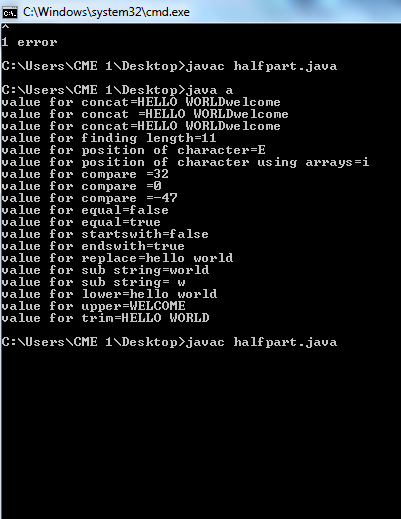 C:\Windows\system32\cmd.exe
^
1 error
C:\Users\CME 1\Desktop>javac halfpart.java
C:\Users\CME 1\Desktop>java a
value for concat=HELLO WORLDwelcome
value for concat =HELLO WORLDwelcome
value for concat=HELLO WORLDwelcome
value for finding length=11
value for position of character=E
value for position of character using arrays=i
value for compare =32
value for compare =0
value for compare =-47
value for equal=false
value for equal=true
value for startswith=false
value for endswith=true
value for replace=hello world
value for sub string=world
value for sub string= w
value for lower=hello world
value for upper=WELCOME
value for trim=HELLO WORLD
C:\Users\CME 1\Desktop>javac halfpart.java